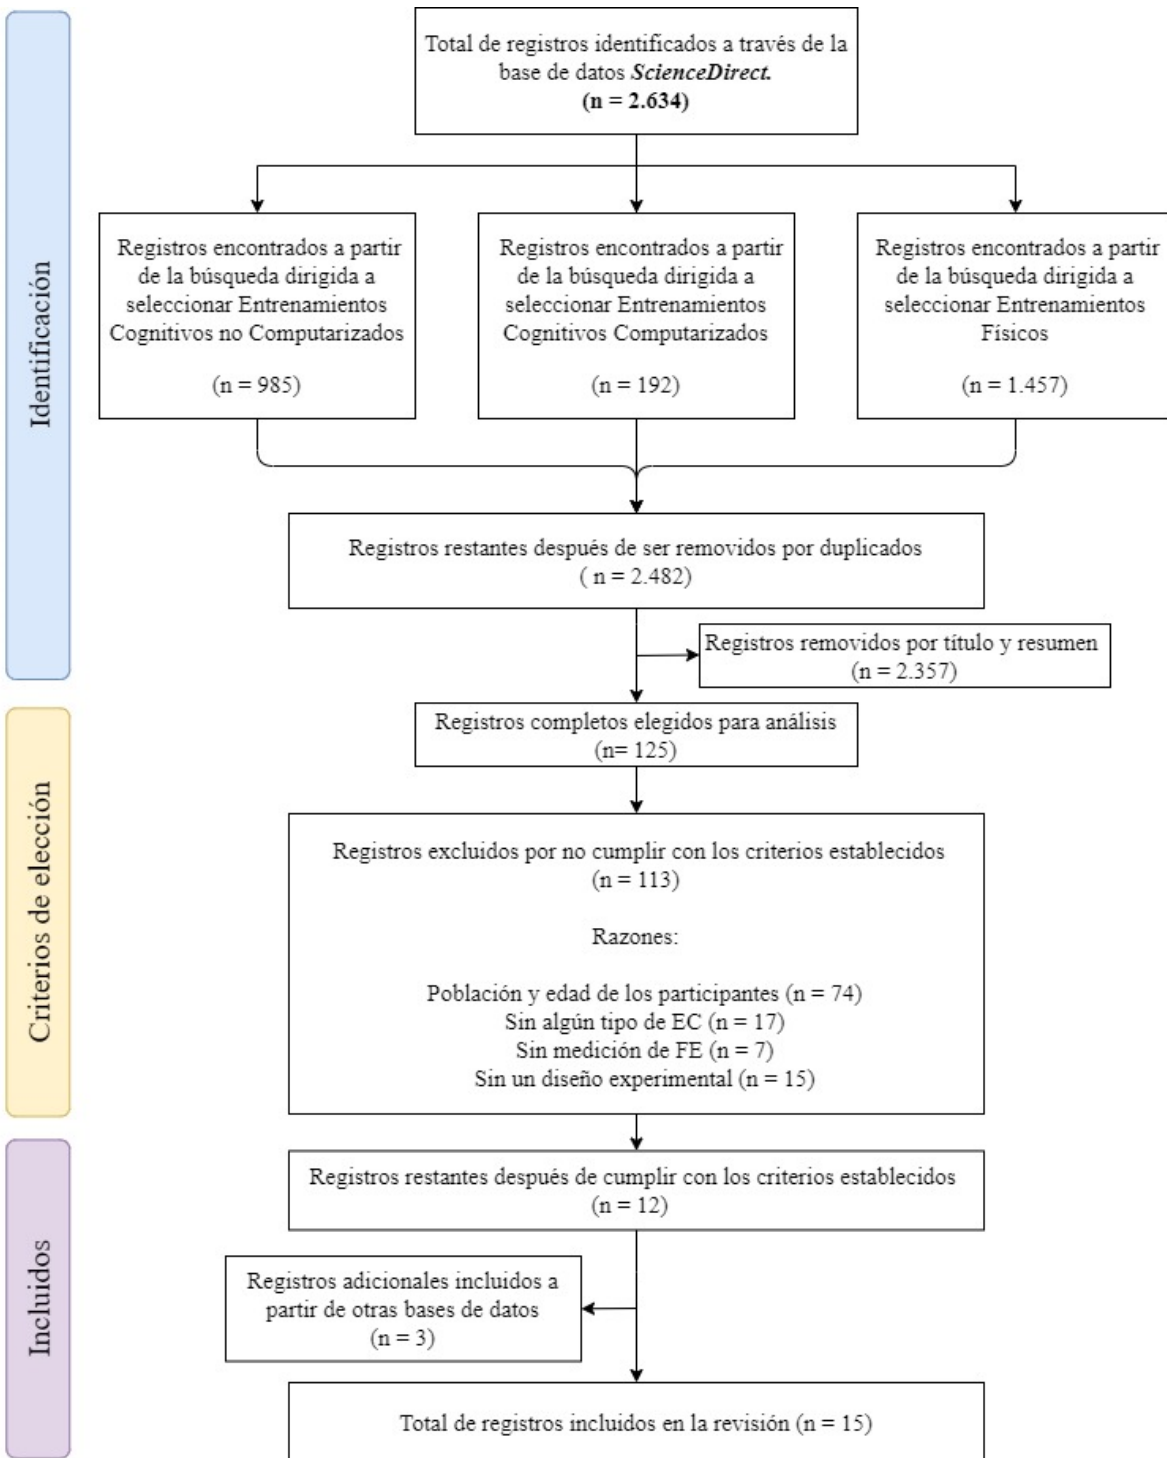 Identificación
Total de registros identificados a través de la
base de datos ScienceDirect.
(n = 2.634)
Registros encontrados a partir
de la búsqueda dirigida a
seleccionar Entrenamientos
Cognitivos no Computarizados
(n = 985)
Registros encontrados a partir
de la búsqueda dirigida a
seleccionar Entrenamientos
Cognitivos Computarizados
(n = 192)
Registros encontrados a partir
de la búsqueda dirigida a
seleccionar Entrenamientos
Físicos
(n = 1.457)
Registros restantes después de ser removidos por duplicados
( n = 2.482)
Registros removidos por título y resumen
(n = 2.357)
Criterios de elección
Registros completos elegidos para análisis
(n= 125)
Registros excluidos por no cumplir con los criterios establecidos
(n = 113)
Razones:
Población y edad de los participantes (n = 74)
Sin algún tipo de EC (n = 17)
Sin medición de FE (n = 7)
Sin un diseño experimental (n = 15)
Incluidos
Registros restantes después de cumplir con los criterios establecidos
(n = 12)
Registros adicionales incluidos a
partir de otras bases de datos
(n = 3)
Total de registros incluidos en la revisión (n = 15)